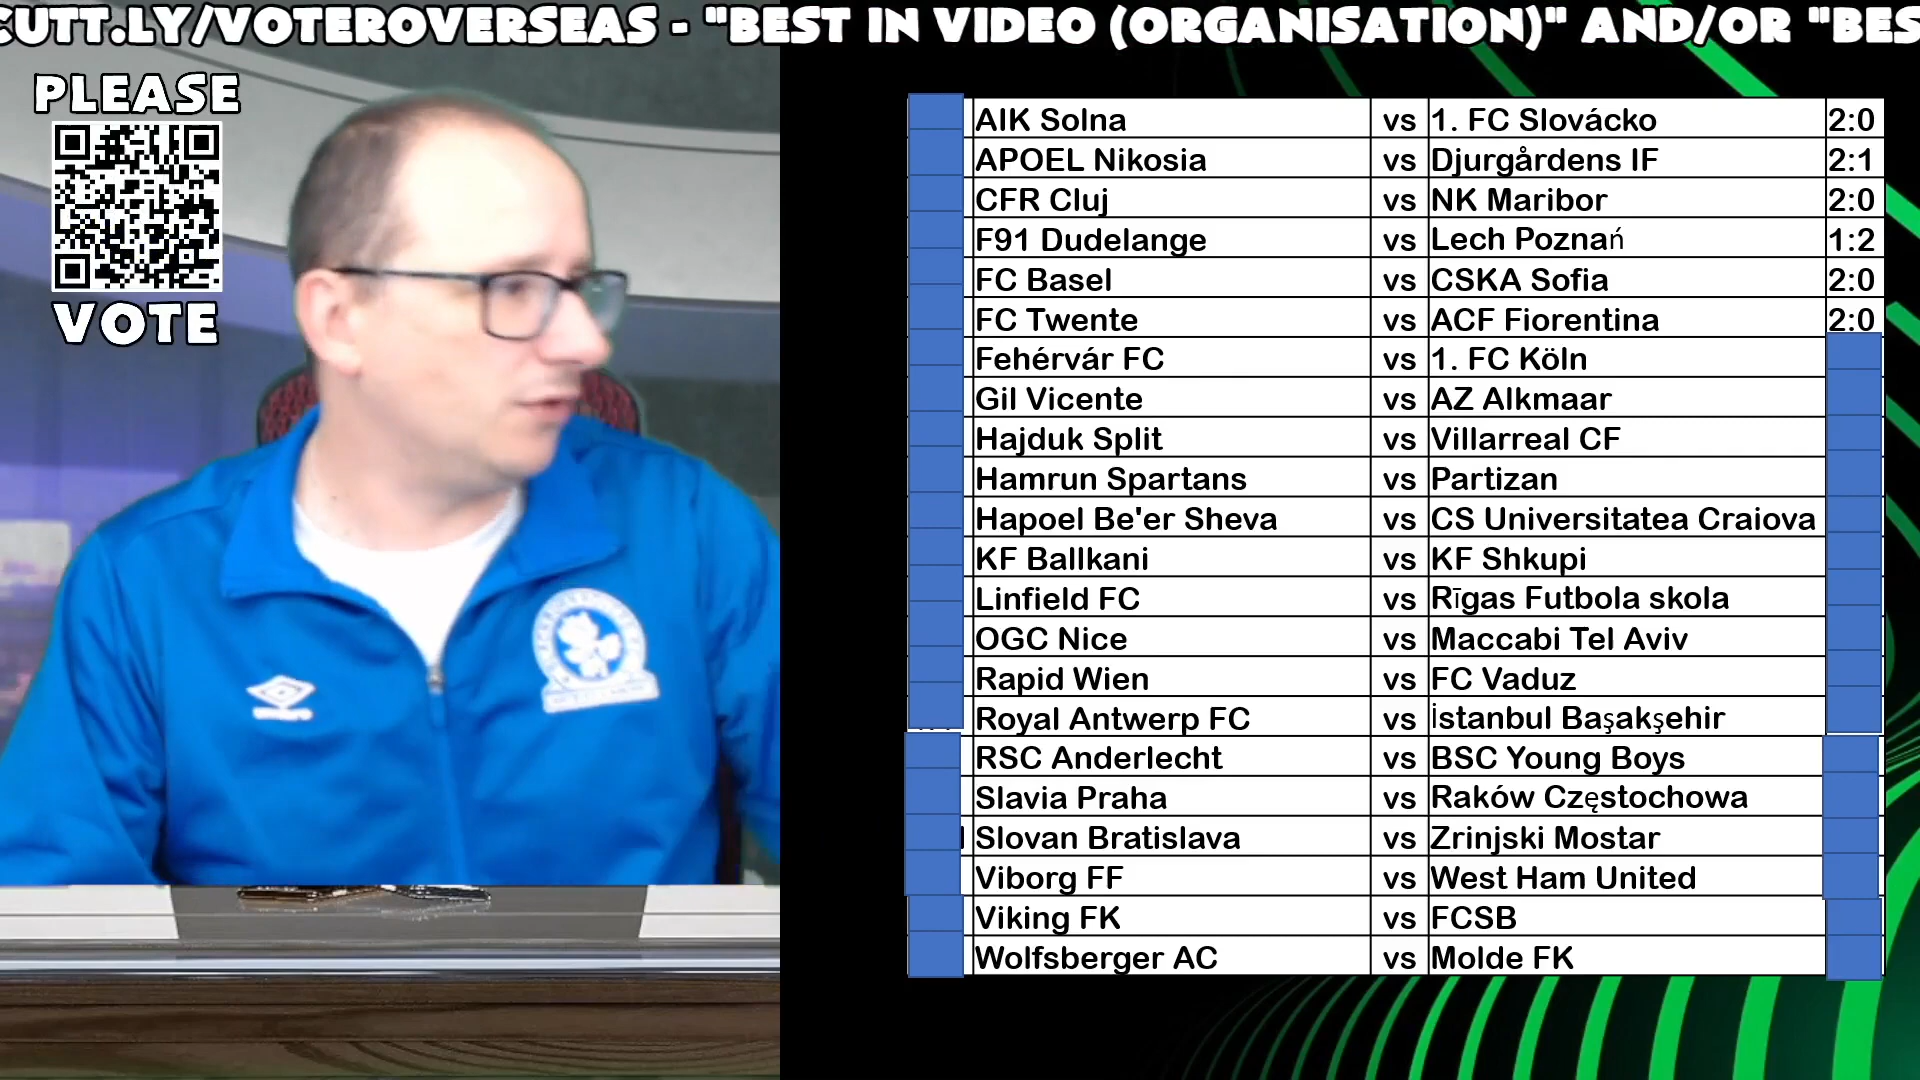 CUTT.LY/VOTEROVERSEAS - "BEST IN VIDEO (ORGANISATION)" AND/OR "BES
PLEASE
VOTE
AIK Solna vs 1. FC Slovácko 2:0
APOEL Nikosia vs Djurgårdens IF 2:1
CFR Cluj vs NK Maribor 2:0
F91 Dudelange vs Lech Poznań 1:2
FC Basel vs CSKA Sofia 2:0
FC Twente vs ACF Fiorentina 2:0
Fehérvár FC vs 1. FC Köln
Gil Vicente vs AZ Alkmaar
Hajduk Split vs Villarreal CF
Hamrun Spartans vs Partizan
Hapoel Be'er Sheva vs CS Universitatea Craiova
KF Ballkani vs KF Shkupi
Linfield FC vs Rīgas Futbola skola
OGC Nice vs Maccabi Tel Aviv
Rapid Wien vs FC Vaduz
Royal Antwerp FC vs İstanbul Başakşehir
RSC Anderlecht vs BSC Young Boys
Slavia Praha vs Raków Częstochowa
Slovan Bratislava vs Zrinjski Mostar
Viborg FF vs West Ham United
Viking FK vs FCSB
Wolfsberger AC vs Molde FK